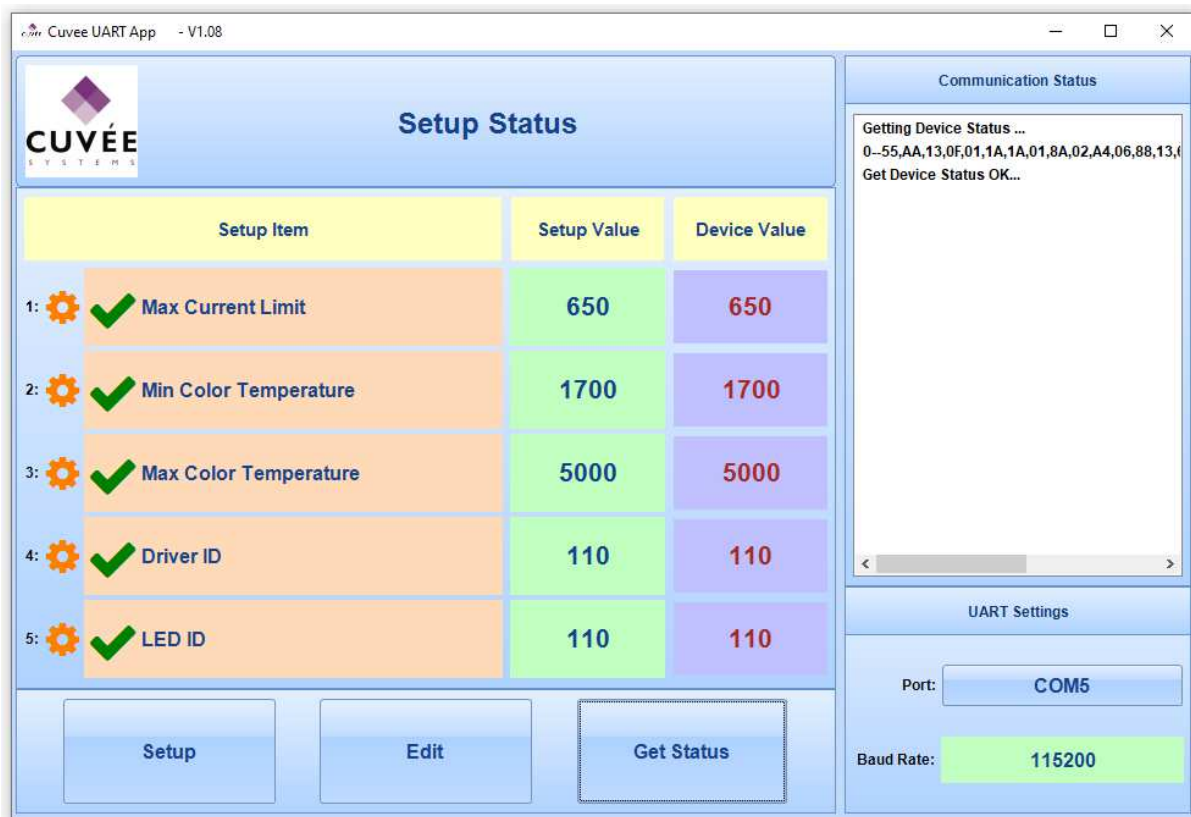 Cuvee UART App - V1.08
CUVÉE
SYSTEMS
Setup Status
Setup Item Setup Value Device Value
1: Max Current Limit 650 650
2: Min Color Temperature 1700 1700
3: Max Color Temperature 5000 5000
4: Driver ID 110 110
5: LED ID 110 110
Setup Edit Get Status
Communication Status
Getting Device Status ...
0--55,AA,13,0F,01,1A,1A,01,8A,02,A4,06,88,13,
Get Device Status OK...
UART Settings
Port: COM5
Baud Rate: 115200